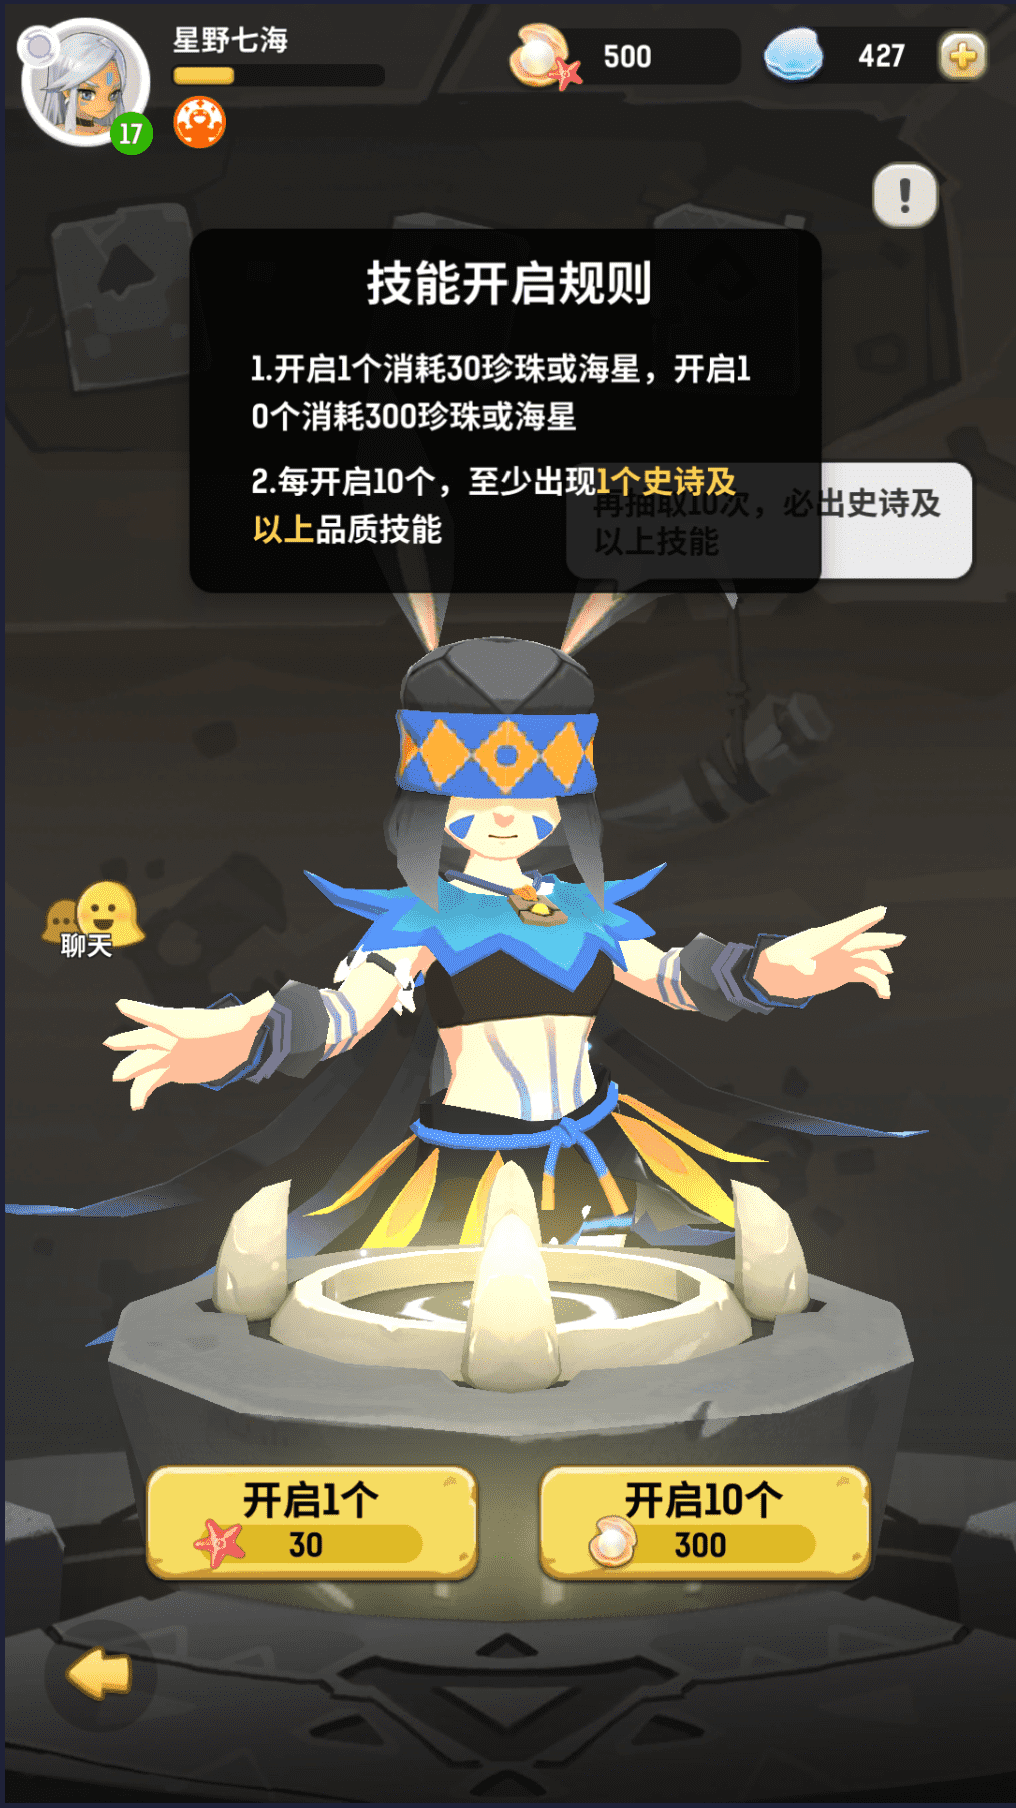 星野七海
500
427
17
技能开启规则
1.开启1个消耗30珍珠或海星，开启1
0个消耗300珍珠或海星
2.每开启10个，至少出现1个史诗及
以上品质技能
再抽取10次，必出史诗及
以上技能
聊天
开启1个
30
开启10个
300